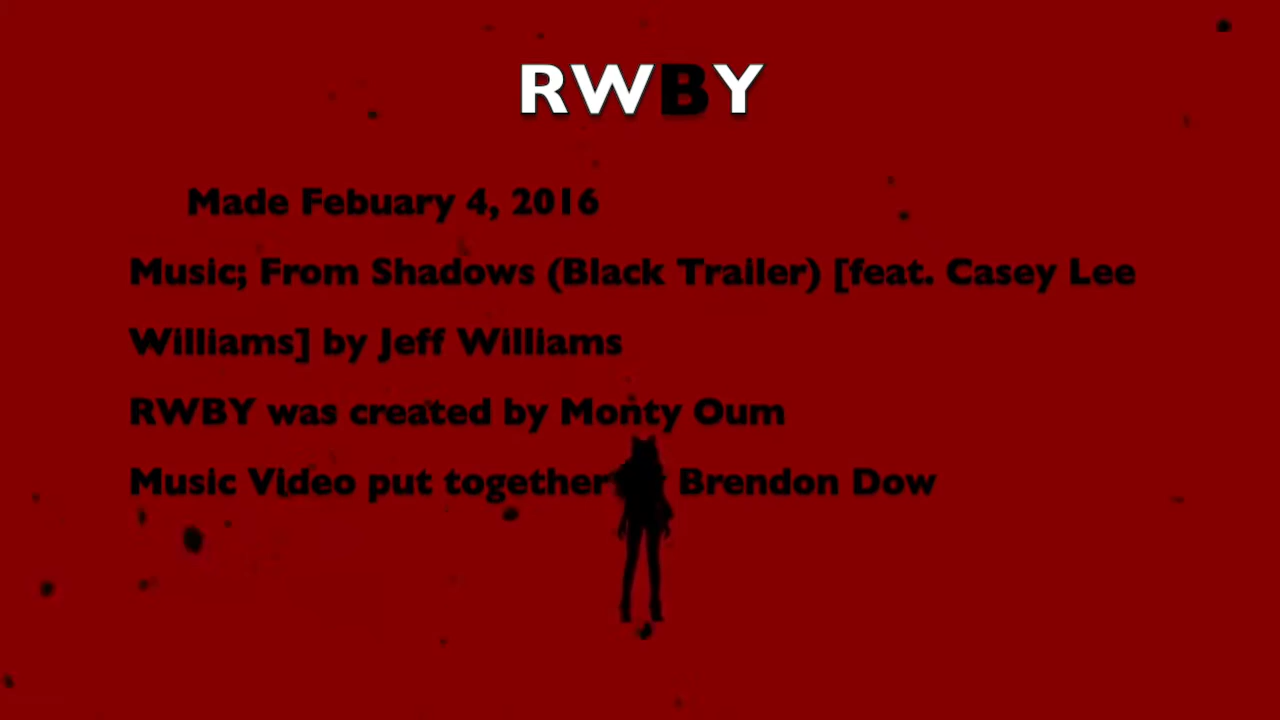 RWBY
Made Febuary 4, 2016
Music; From Shadows (Black Trailer) [feat. Casey Lee
Williams] by Jeff Williams
RWBY was created by Monty Oum
Music Video put together Brendon Dow